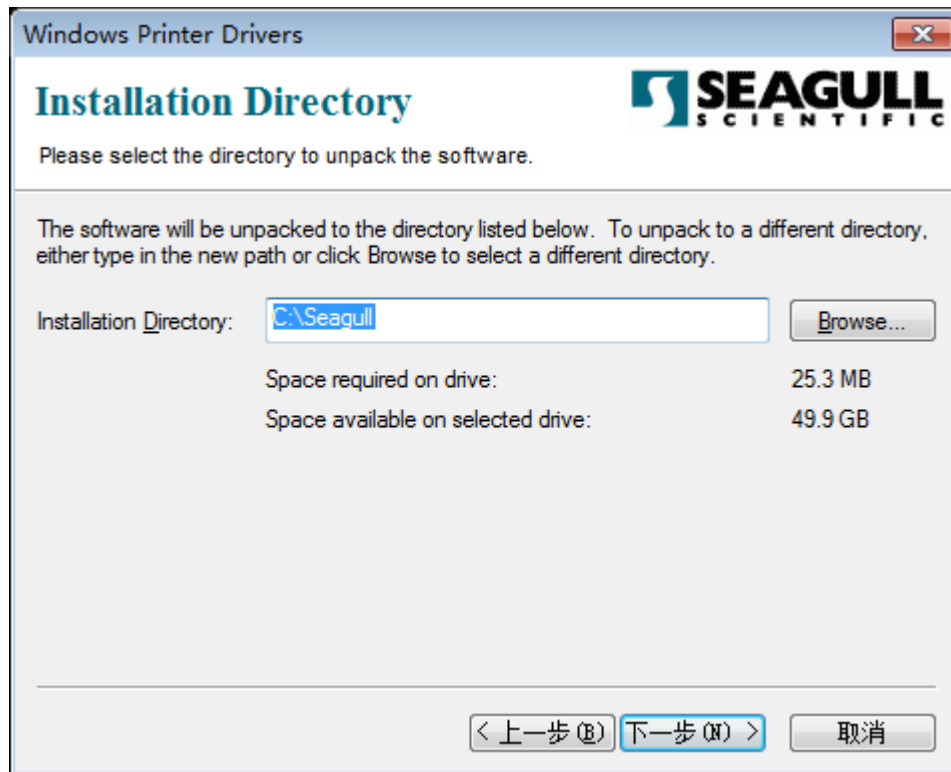 Windows Printer Drivers
Installation Directory
SEAGULL
SCIENTIFIC
Please select the directory to unpack the software.
The software will be unpacked to the directory listed below.  To unpack to a different directory,
either type in the new path or click Browse to select a different directory.
Installation Directory:
C:\Seagull
Browse...
Space required on drive:
25.3 MB
Space available on selected drive:
49.9 GB
< 上一步(B)
下一步(N) >
取消